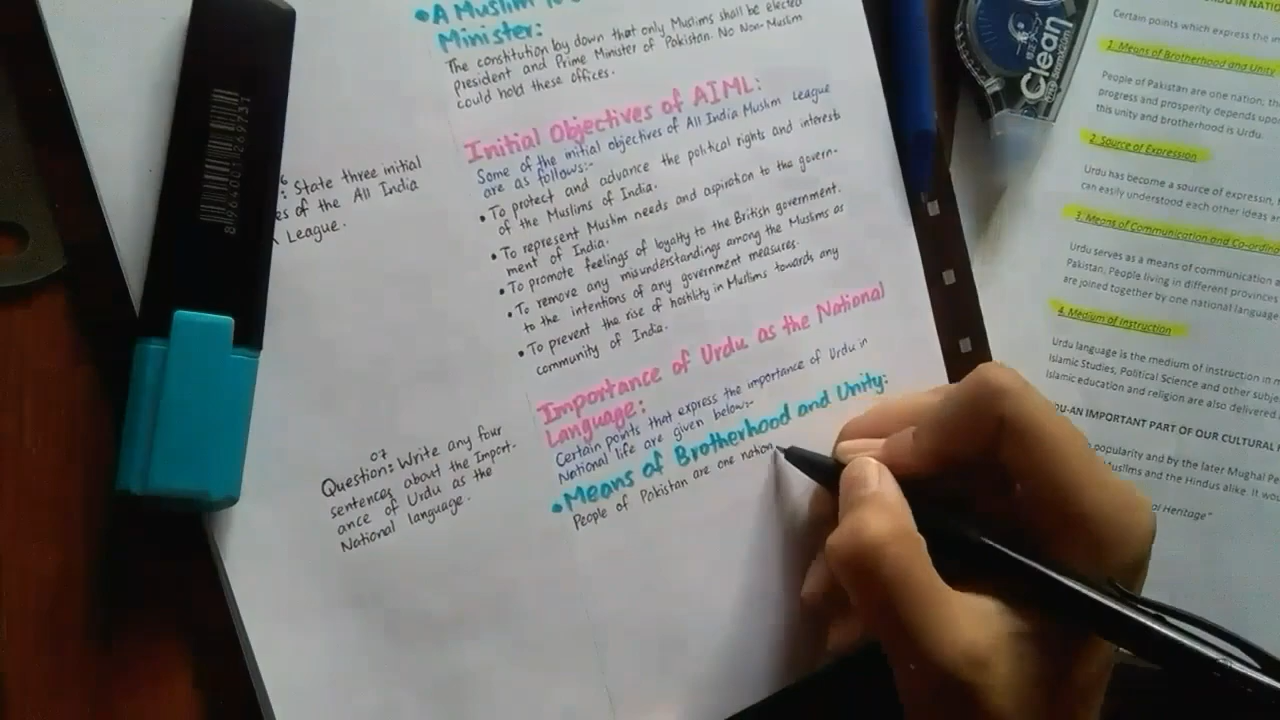 • A Muslim
Minister:
The constitution lay down that only Muslims shall be elected
President and Prime Minister of Pakistan. No Non-Muslim
could hold these offices.
Initial Objectives of AIML:
Some of the initial objectives of All India Muslim League
are as follows:-
• To protect and advance the political rights and interests
of the Muslims of India.
• To represent Muslim needs and aspiration to the govern-
ment of India.
• To promote feelings of loyalty to the British government.
• To remove any misunderstandings among the Muslims as
to the intentions of any government measures.
• To prevent the rise of hostility in Muslims towards any
community of India.
Importance of Urdu as the National
Language:
Certain points that express the importance of Urdu in
National life are given below:-
• Means of Brotherhood and Unity:
People of Pakistan are one nation
6
: State three initial
es of the All India
League.
07
Question: Write any four
sentences about the Import-
ance of Urdu as the
National language.
8964001269731
Clean
Certain points which express the im
1. Means of Brotherhood and Unity
People of Pakistan are one nation, th
progress and prosperity depends upo
this unity and brotherhood is Urdu.
2. Source of Expression
Urdu has become a source of expression,
can easily understood each other ideas a
3. Means of Communication and Co-ordin
Urdu serves as a means of communication
Pakistan. People living in different provinces
are joined together by one national language
4. Medium of Instruction
Urdu language is the medium of instruction in m
Islamic Studies, Political Science and other subje
Islamic education and religion are also delivered
DU-AN IMPORTANT PART OF OUR CULTURAL
popularity and by the later Mughal Pe
Muslims and the Hindus alike. It wou
al Heritage"